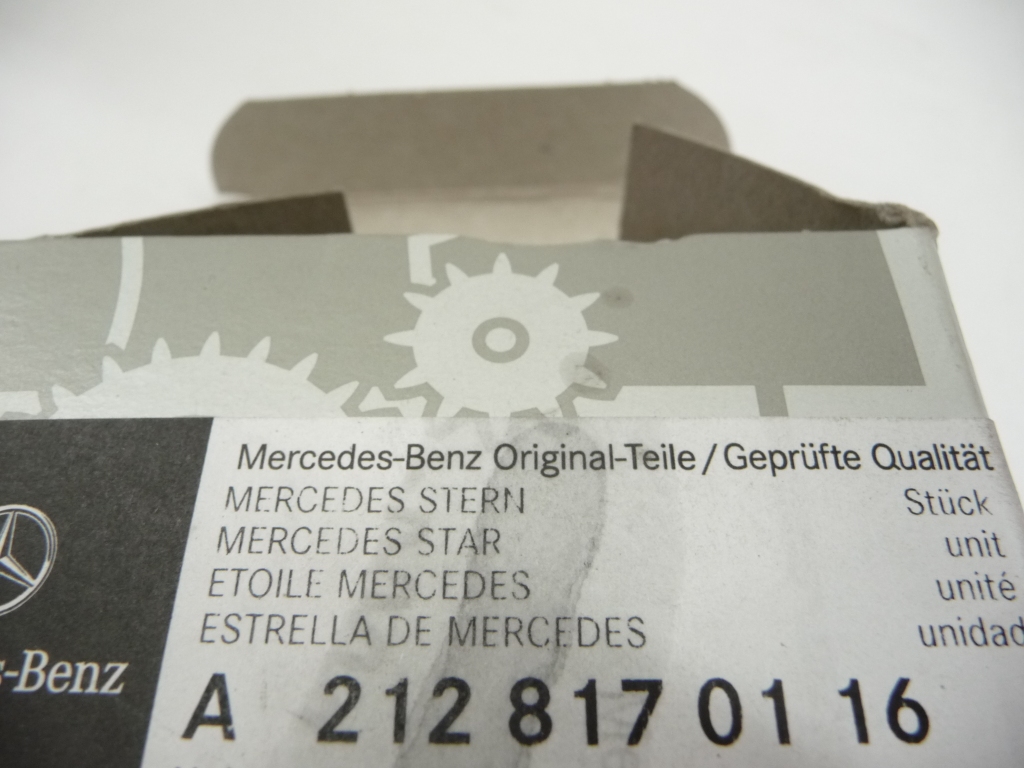 Mercedes-Benz Original-Teile / Geprüfte Qualität
MERCEDES STERN Stück
MERCEDES STAR unit
ETOILE MERCEDES unité
ESTRELLA DE MERCEDES unidad
s-Benz
A 212 817 01 16